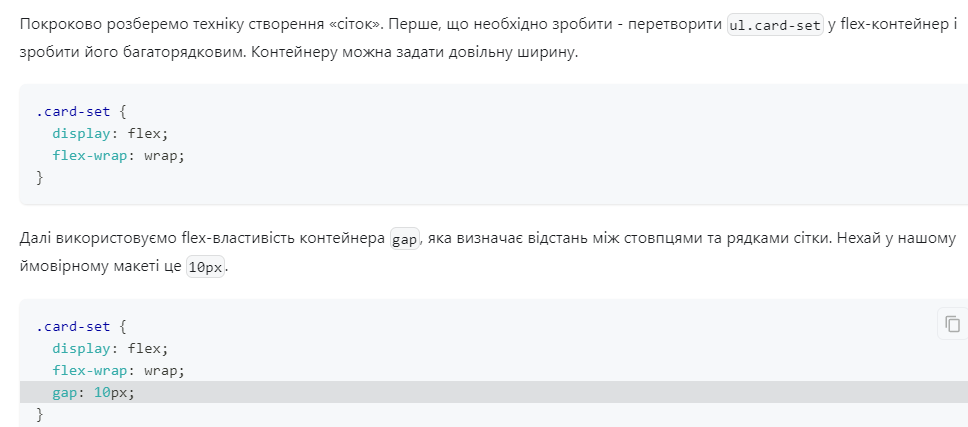 Покроково розберемо техніку створення «сіток». Перше, що необхідно зробити - перетворити ul.card-set у flex-контейнер і
зробити його багаторядковим. Контейнеру можна задати довільну ширину.
.card-set {
  display: flex;
  flex-wrap: wrap;
}
Далі використовуємо flex-властивість контейнера gap, яка визначає відстань між стовпцями та рядками сітки. Нехай у нашому
ймовірному макеті це 10px.
.card-set {
  display: flex;
  flex-wrap: wrap;
  gap: 10px;
}